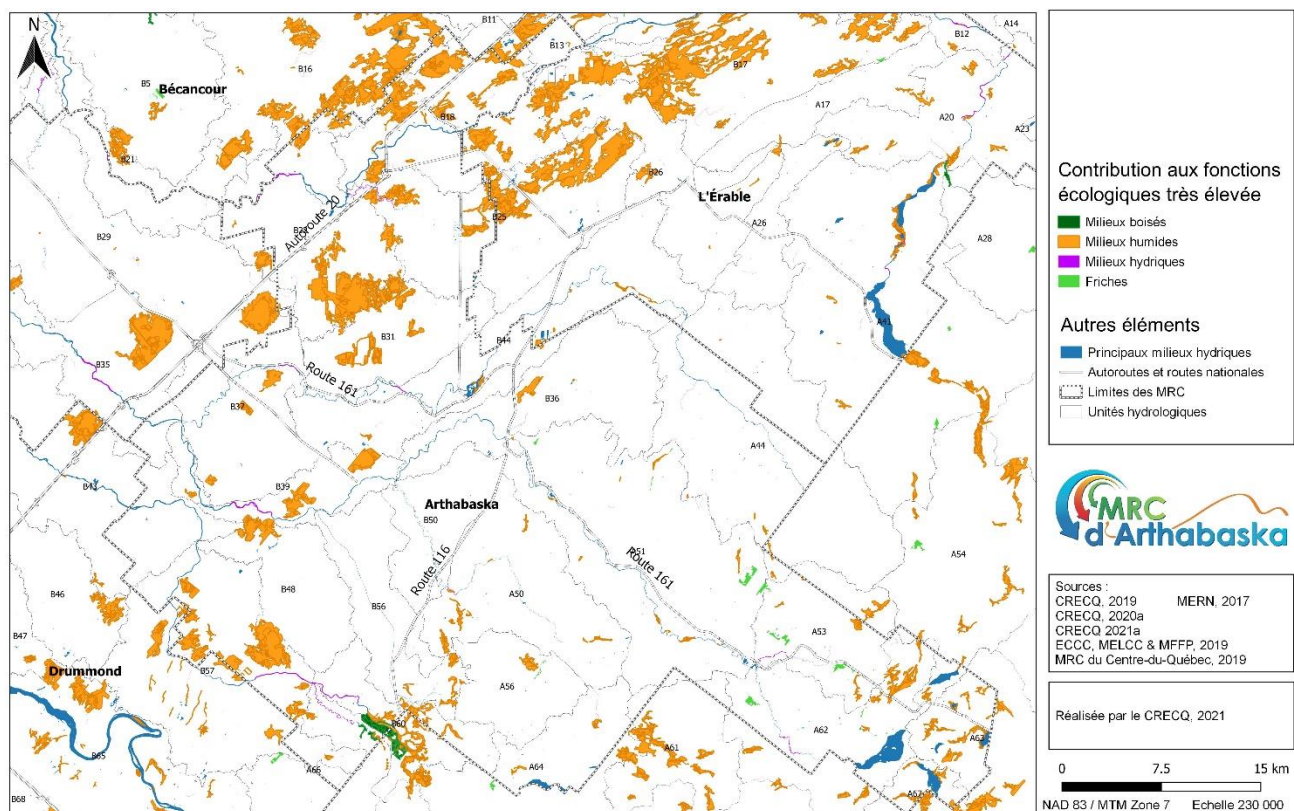 N
B11
A14
B12
B13
B16
B17
B5
Bécancour
A17
B18
A20
A23
B21
B26
L'Érable
Autoroute 20
B25
A26
B29
A28
A41
B31
B44
B35
Route 161
B37
B36
A44
B43
B39
Arthabaska
B50
Route 116
A51
Route 161
A54
B46
B48
B56
A50
A53
B47
Drummond
B57
A56
B60
A62
A63
B65
A66
A64
A61
A67
B68
Contribution aux fonctions
écologiques très élevée
Milieux boisés
Milieux humides
Milieux hydriques
Friches
Autres éléments
Principaux milieux hydriques
Autoroutes et routes nationales
Limites des MRC
Unités hydrologiques
MRC
d'Arthabaska
Sources :
CRECQ, 2019 MERN, 2017
CRECQ, 2020a
CRECQ 2021a
ECCC, MELCC & MFFP, 2019
MRC du Centre-du-Québec, 2019
Réalisée par le CRECQ, 2021
0 7.5 15 km
NAD 83 / MTM Zone 7 Echelle 230 000